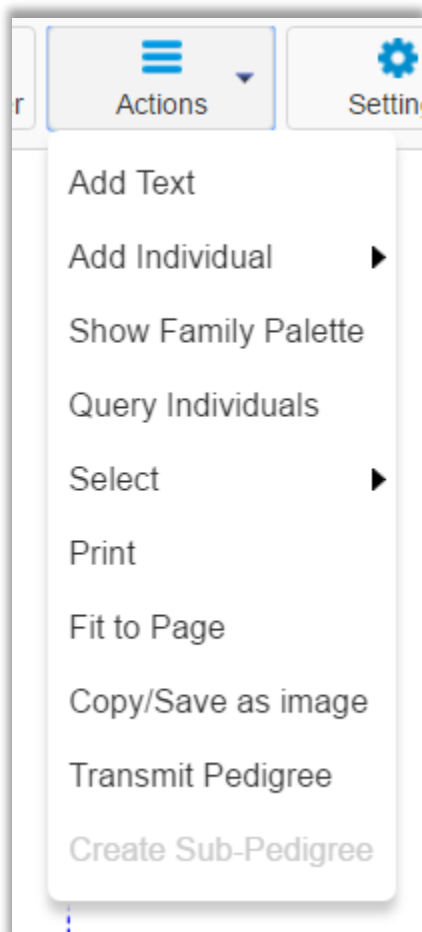 r
Actions
Settin
Add Text
Add Individual
Show Family Palette
Query Individuals
Select
Print
Fit to Page
Copy/Save as image
Transmit Pedigree
Create Sub-Pedigree